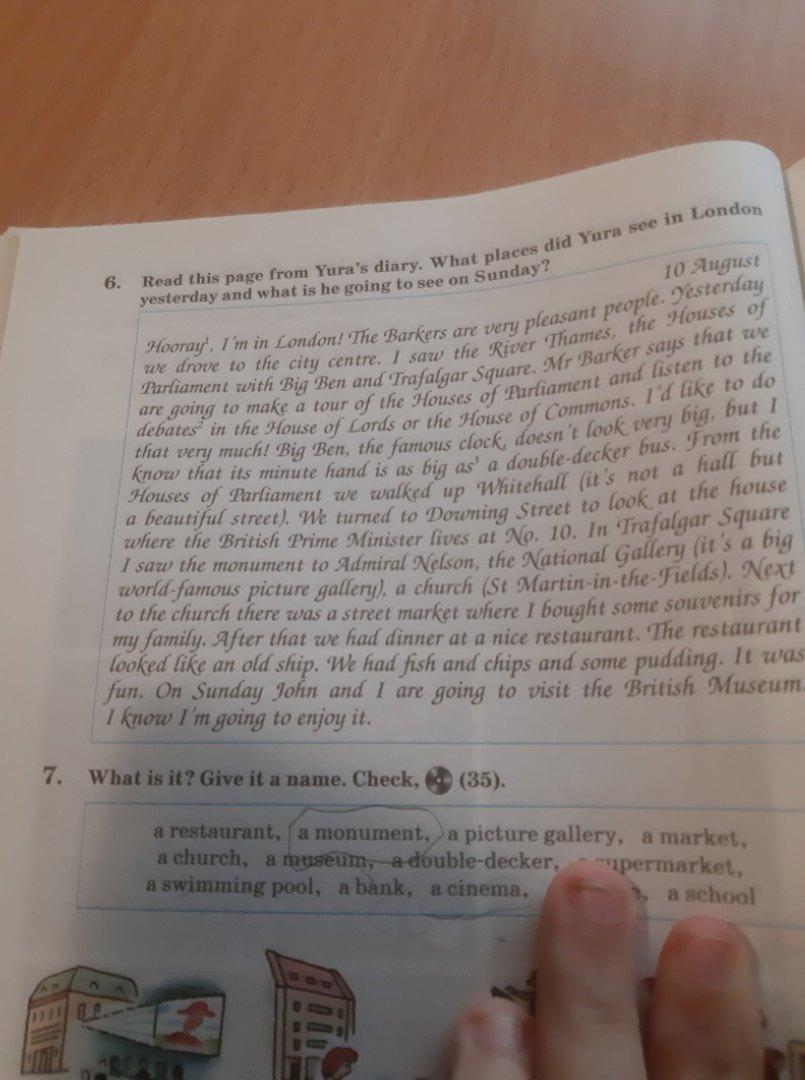 6. Read this page from Yura's diary. What places did Yura see in London
yesterday and what is he going to see on Sunday?
10 August
Hooray¹, I'm in London! The Barkers are very pleasant people. Yesterday
we drove to the city centre. I saw the River Thames, the Houses of
Parliament with Big Ben and Trafalgar Square. Mr Barker says that we
are going to make a tour of the Houses of Parliament and listen to the
debates² in the House of Lords or the House of Commons. I'd like to do
that very much! Big Ben, the famous clock, doesn't look very big, but I
know that its minute hand is as big as³ a double-decker bus. From the
Houses of Parliament we walked up Whitehall (it's not a hall but
a beautiful street). We turned to Downing Street to look at the house
where the British Prime Minister lives at No. 10. In Trafalgar Square
I saw the monument to Admiral Nelson, the National Gallery (it's a big
world-famous picture gallery), a church (St Martin-in-the-Fields). Next
to the church there was a street market where I bought some souvenirs for
my family. After that we had dinner at a nice restaurant. The restaurant
looked like an old ship. We had fish and chips and some pudding. It was
fun. On Sunday John and I are going to visit the British Museum.
I know I'm going to enjoy it.
7. What is it? Give it a name. Check, (35).
a restaurant, a monument, a picture gallery, a market,
a church, a museum, a double-decker, supermarket,
a swimming pool, a bank, a cinema, a school